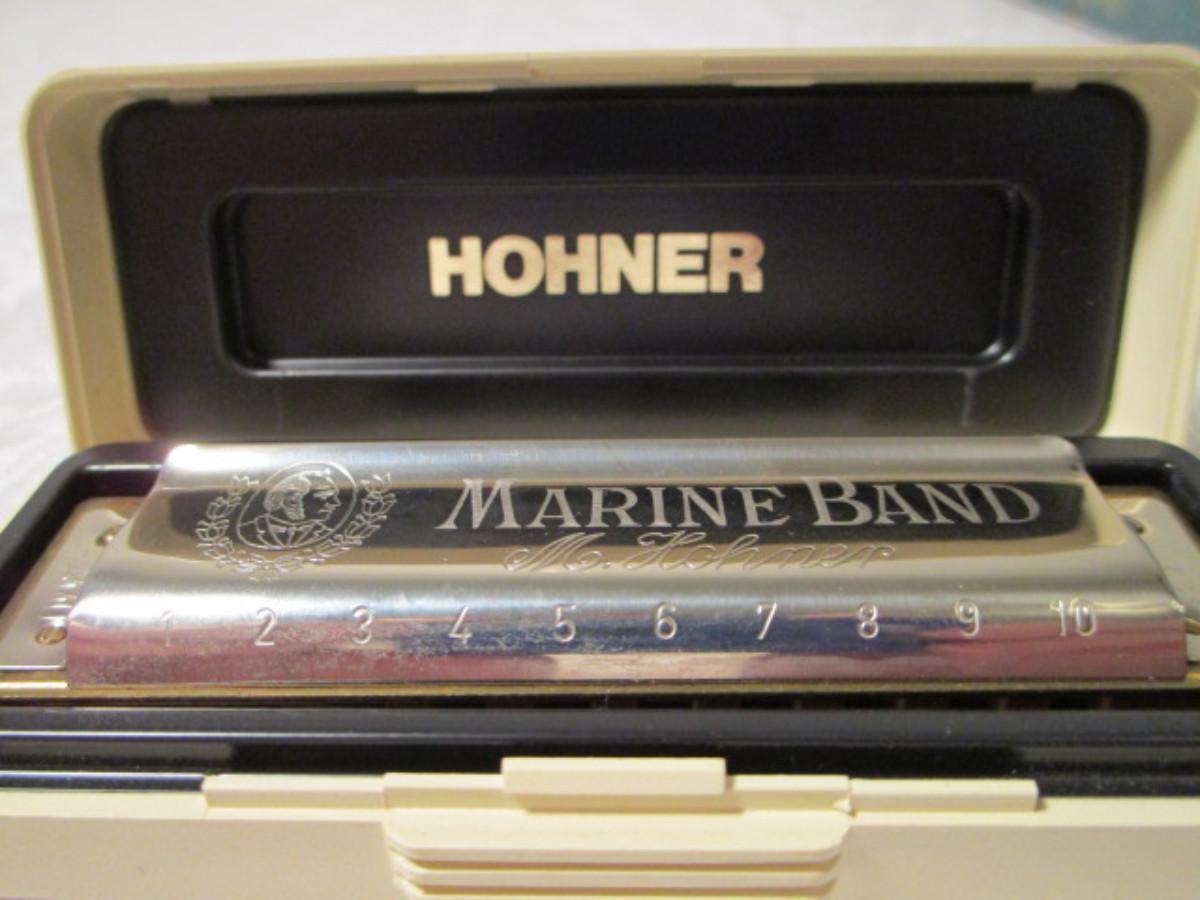 HOHNER
MARINE BAND
M. Hohner
1 2 3 4 5 6 7 8 9 10